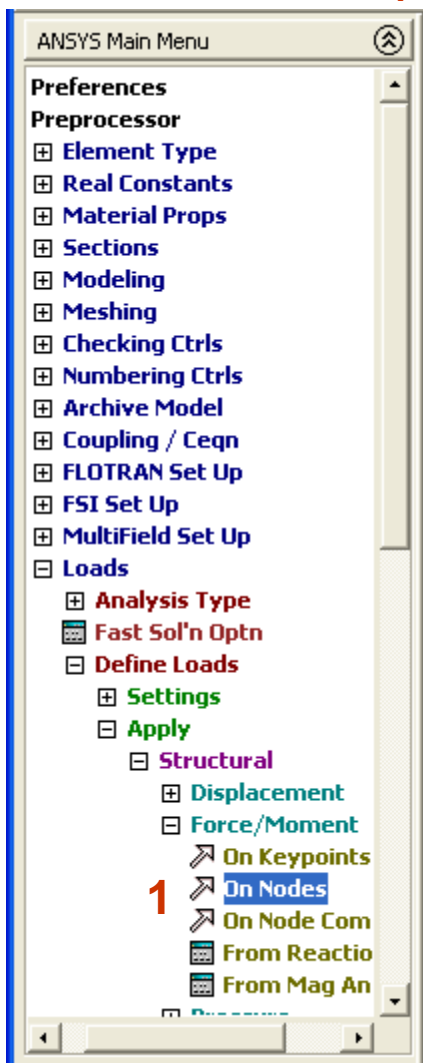 ANSYS Main Menu
Preferences
Preprocessor
Element Type
Real Constants
Material Props
Sections
Modeling
Meshing
Checking Ctrls
Numbering Ctrls
Archive Model
Coupling / Ceqn
FLOTRAN Set Up
FSI Set Up
MultiField Set Up
Loads
Analysis Type
Fast Sol'n Optn
Define Loads
Settings
Apply
Structural
Displacement
Force/Moment
On Keypoints
1 On Nodes
On Node Com
From Reactio
From Mag An